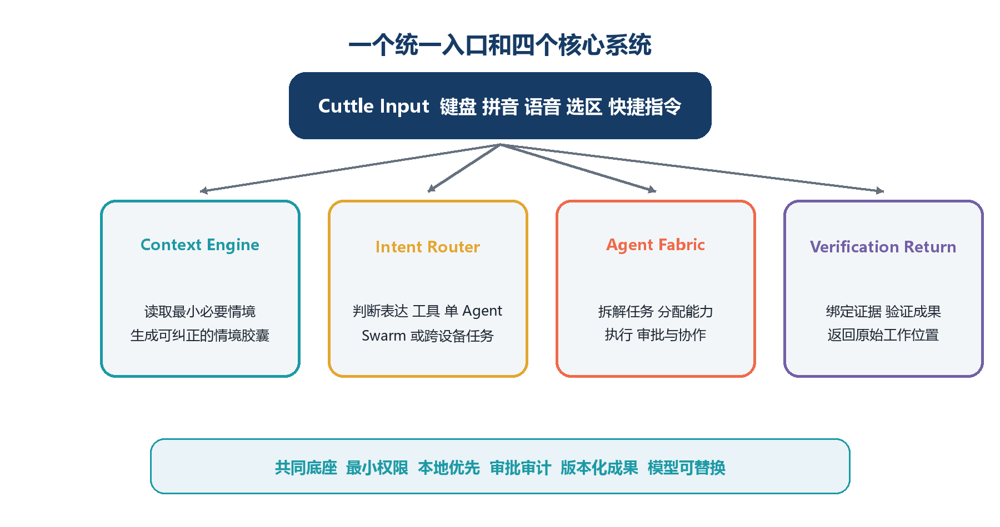 一个统一入口和四个核心系统
Cuttle Input 键盘 拼音 语音 选区 快捷指令
Context Engine
读取最小必要情境
生成可纠正的情境胶囊
Intent Router
判断表达 工具 单 Agent
Swarm 或跨设备任务
Agent Fabric
拆解任务 分配能力
执行 审批与协作
Verification Return
绑定证据 验证成果
返回原始工作位置
共同底座 最小权限 本地优先 审批审计 版本化成果 模型可替换